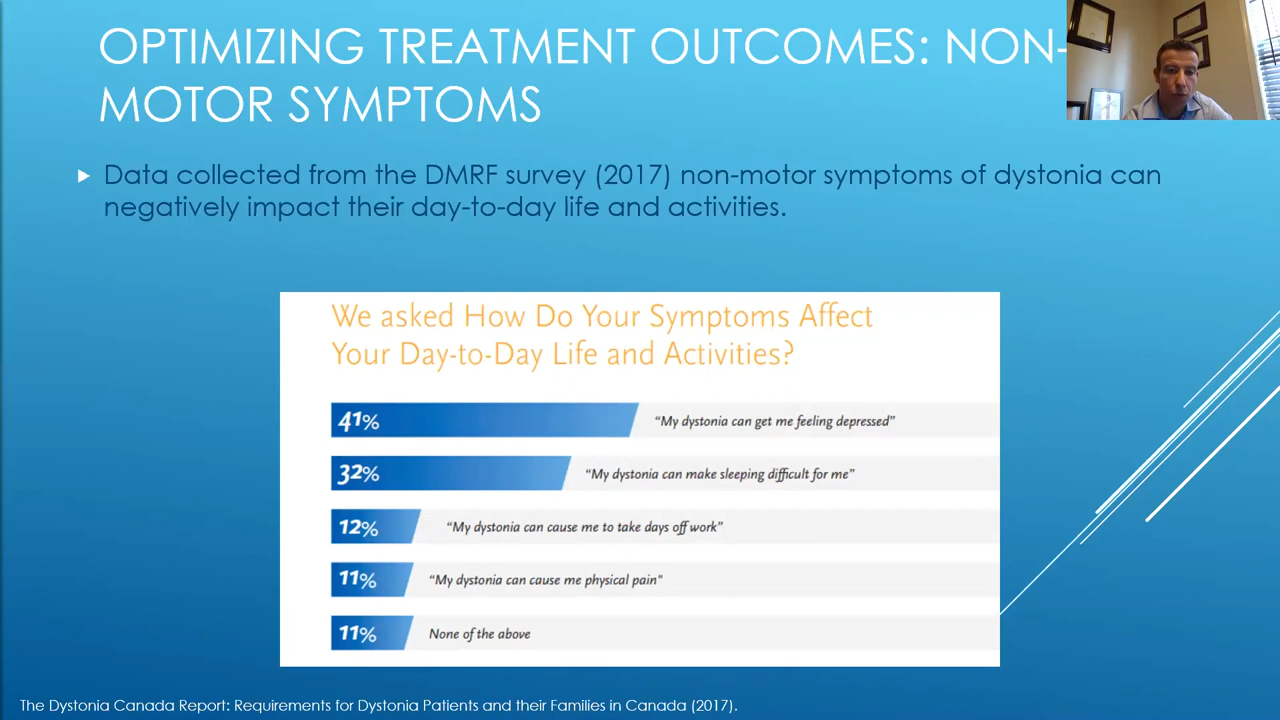 OPTIMIZING TREATMENT OUTCOMES: NON-
MOTOR SYMPTOMS
Data collected from the DMRF survey (2017) non-motor symptoms of dystonia can
negatively impact their day-to-day life and activities.
We asked How Do Your Symptoms Affect
Your Day-to-Day Life and Activities?
41% “My dystonia can get me feeling depressed”
32% “My dystonia can make sleeping difficult for me”
12% “My dystonia can cause me to take days off work”
11% “My dystonia can cause me physical pain“
11% None of the above
The Dystonia Canada Report: Requirements for Dystonia Patients and their Families in Canada (2017).